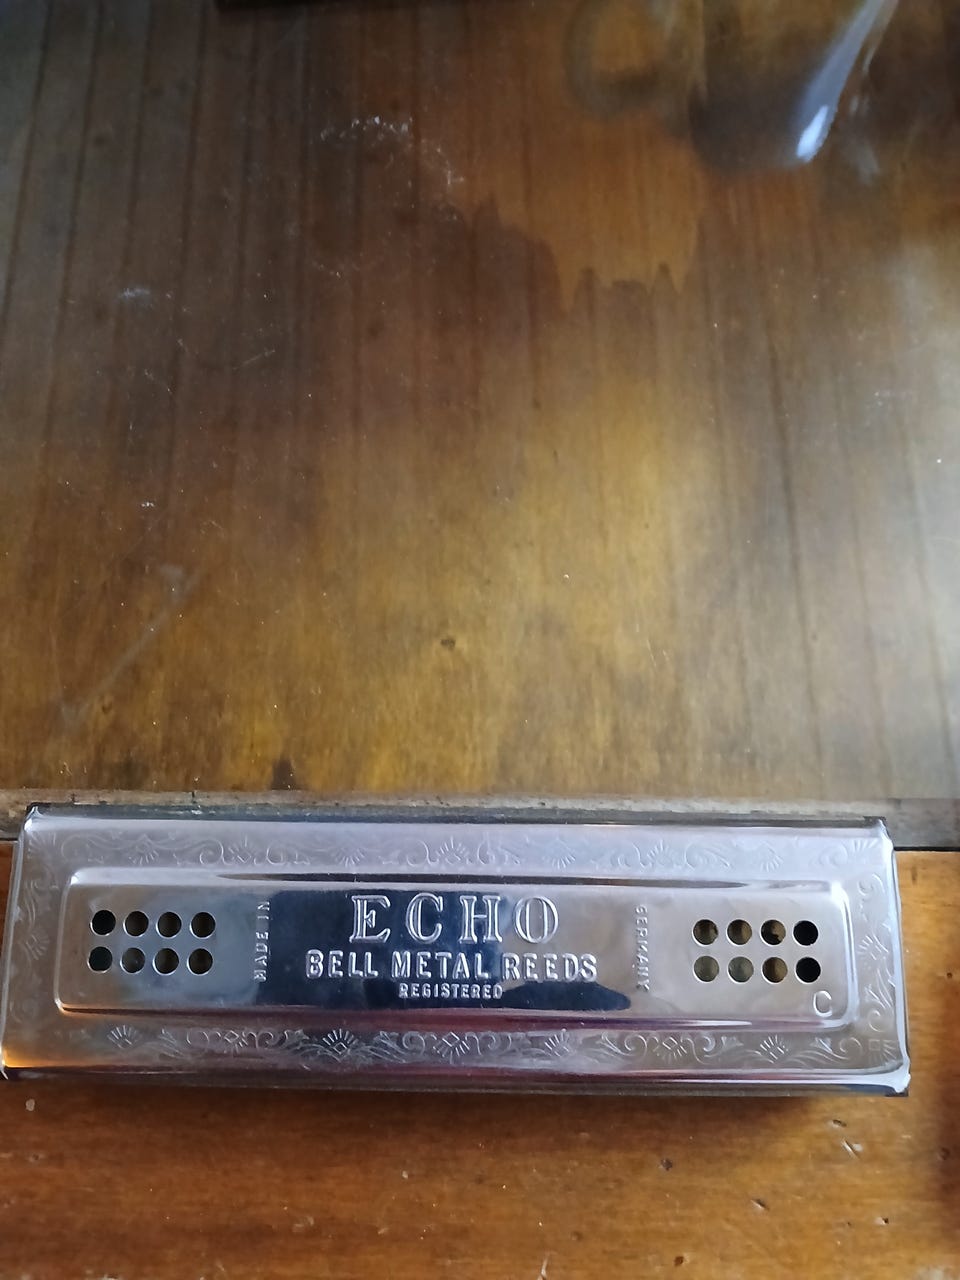 MADE IN
ECHO
BELL METAL REEDS
REGISTERED
GERMANY
C